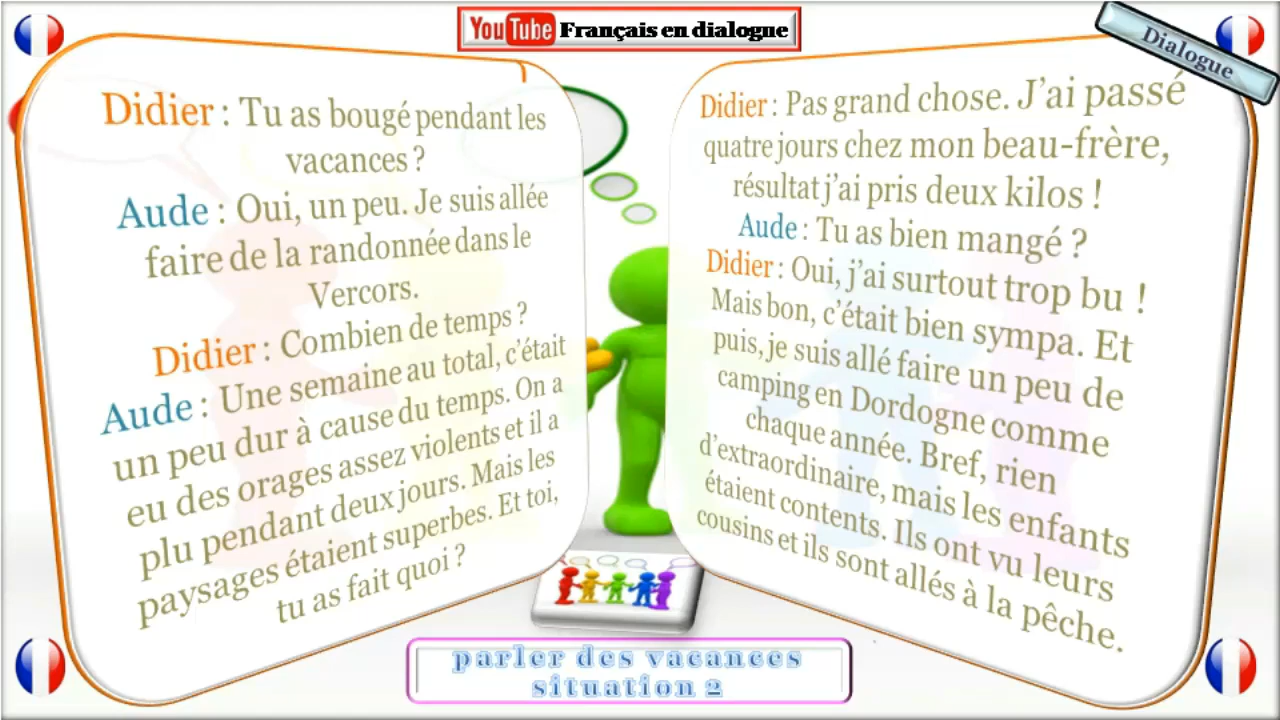 YouTube Français en dialogue
Dialogue
Didier : Tu as bougé pendant les
vacances ?
Aude : Oui, un peu. Je suis allée
faire de la randonnée dans le
Vercors.
Didier : Combien de temps ?
Aude : Une semaine au total, c'était
un peu dur à cause du temps. On a
eu des orages assez violents et il a
plu pendant deux jours. Mais les
paysages étaient superbes. Et toi,
tu as fait quoi ?
Didier : Pas grand chose. J'ai passé
quatre jours chez mon beau-frère,
résultat j'ai pris deux kilos !
Aude : Tu as bien mangé ?
Didier : Oui, j'ai surtout trop bu !
Mais bon, c'était bien sympa. Et
puis, je suis allé faire un peu de
camping en Dordogne comme
chaque année. Bref, rien
d'extraordinaire, mais les enfants
étaient contents. Ils ont vu leurs
cousins et ils sont allés à la pêche.
parler des vacances
situation 2